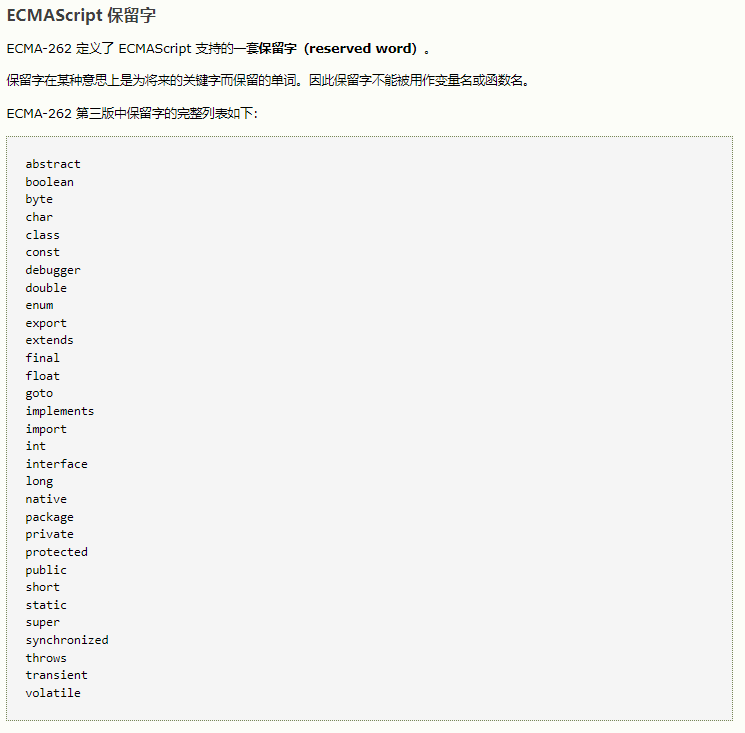 ECMAScript 保留字
ECMA-262 定义了 ECMAScript 支持的一套保留字（reserved word）。
保留字在某种意思上是为将来的关键字而保留的单词。因此保留字不能被用作变量名或函数名。
ECMA-262 第三版中保留字的完整列表如下：
abstract
boolean
byte
char
class
const
debugger
double
enum
export
extends
final
float
goto
implements
import
int
interface
long
native
package
private
protected
public
short
static
super
synchronized
throws
transient
volatile